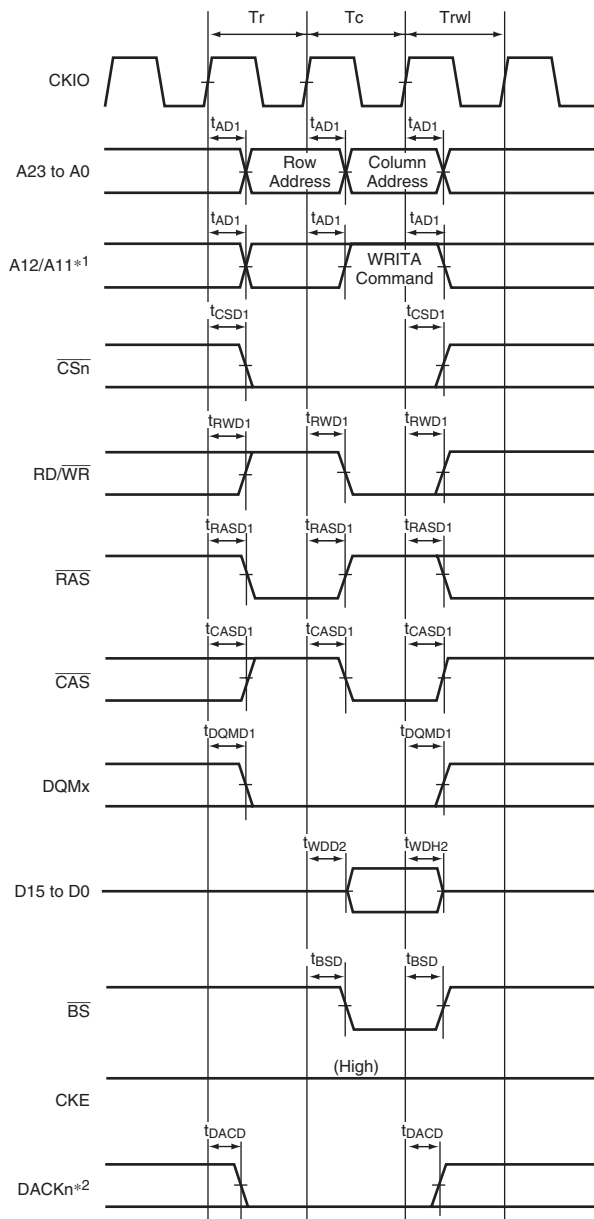 Tr Tc Trwl
CKIO
tAD1 tAD1 tAD1
A23 to A0 Row Address Column Address
tAD1 tAD1 tAD1
A12/A11*1 WRITA Command
tCSD1 tCSD1
CSn
tRWD1 tRWD1 tRWD1
RD/WR
tRASD1 tRASD1 tRASD1
RAS
tCASD1 tCASD1 tCASD1
CAS
tDQMD1 tDQMD1
DQMx
tWDD2 tWDH2
D15 to D0
tBSD tBSD
BS
(High)
CKE
tDACD tDACD
DACKn*2